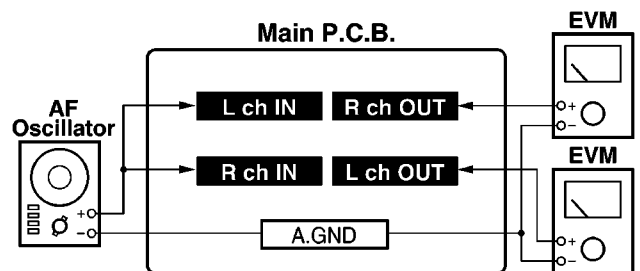 Main P.C.B.
EVM
AF
Oscillator
L ch IN
R ch OUT
+
−
R ch IN
L ch OUT
EVM
+
−
A.GND
+
−